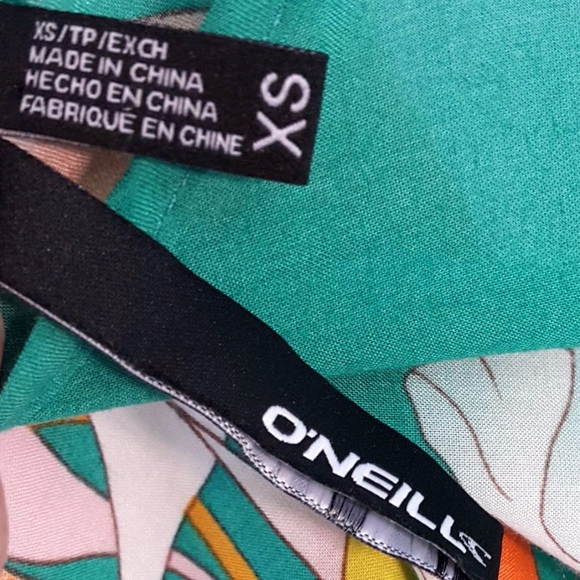 XS/TP/EXCH
MADE IN CHINA
HECHO EN CHINA
FABRIQUÉ EN CHINE
XS
O'NEILL